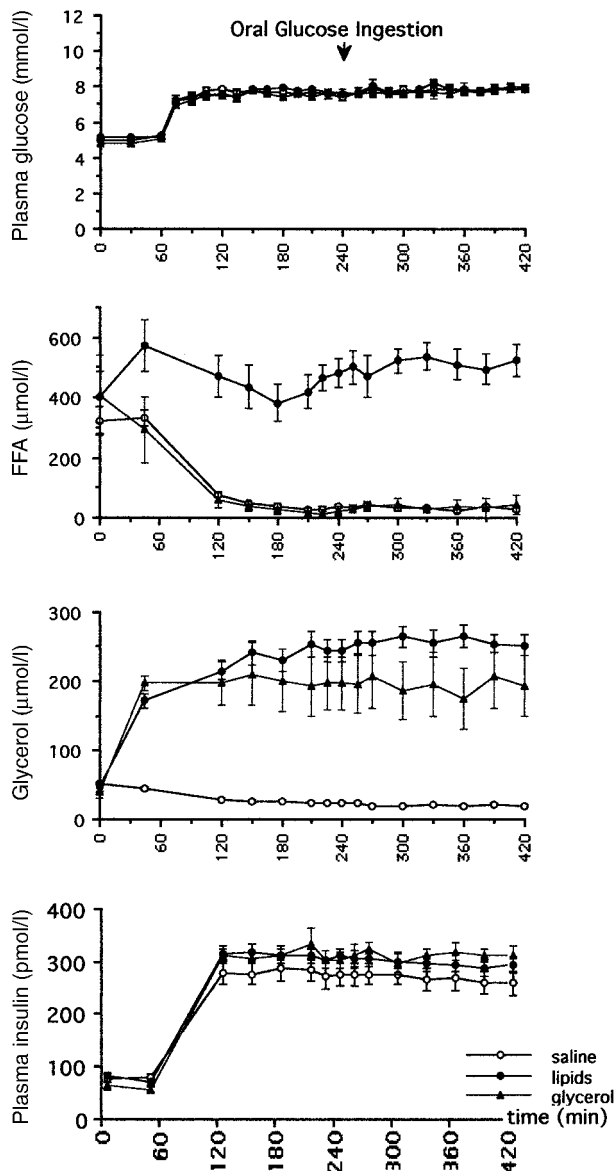 12
Oral Glucose Ingestion
10
8
6
4
2
0
Plasma glucose (mmol/l)
0 60 120 180 240 300 360 420
600
400
200
0
FFA (µmol/l)
0 60 120 180 240 300 360 420
300
200
100
0
Glycerol (µmol/l)
0 60 120 180 240 300 360 420
400
300
200
100
0
Plasma insulin (pmol/l)
saline
lipids
glycerol
time (min)
0 60 120 180 240 300 360 420